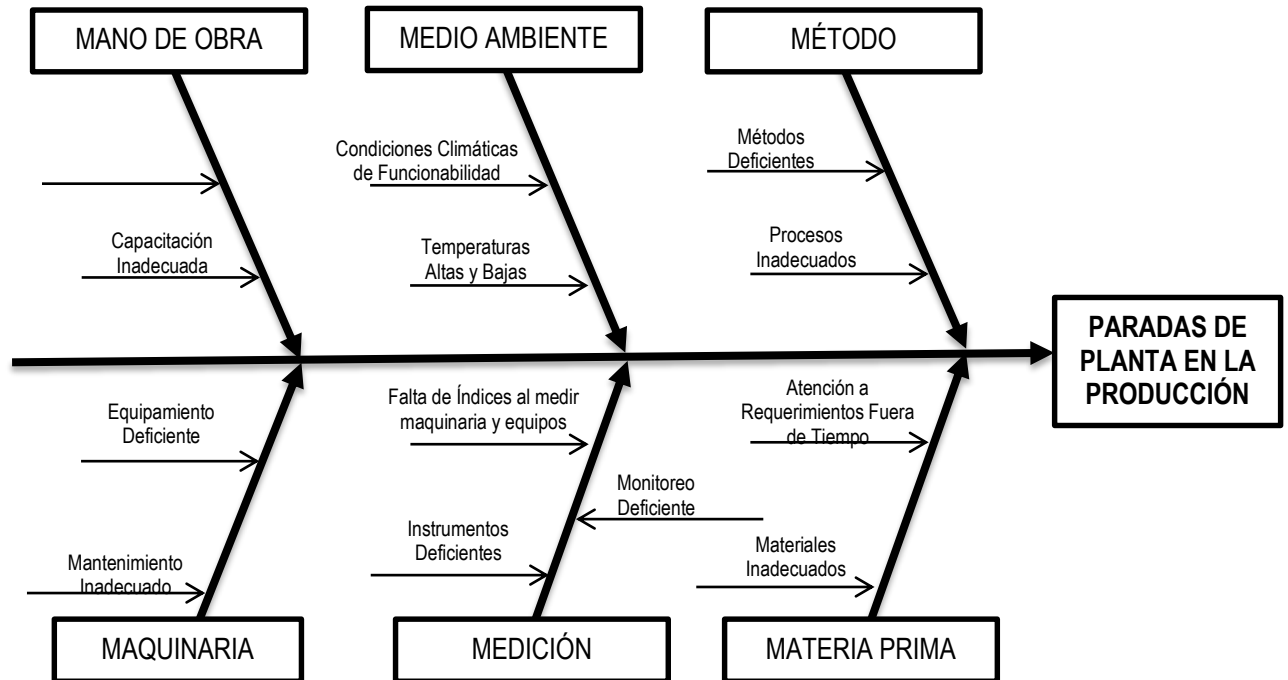 MANO DE OBRA
MEDIO AMBIENTE
MÉTODO
Condiciones Climáticas
de Funcionabilidad
Métodos
Deficientes
Capacitación
Inadecuada
Temperaturas
Altas y Bajas
Procesos
Inadecuados
PARADAS DE
PLANTA EN LA
PRODUCCIÓN
Equipamiento
Deficiente
Falta de Índices al medir
maquinaria y equipos
Atención a
Requerimientos Fuera
de Tiempo
Monitoreo
Deficiente
Instrumentos
Deficientes
Mantenimiento
Inadecuado
Materiales
Inadecuados
MAQUINARIA
MEDICIÓN
MATERIA PRIMA